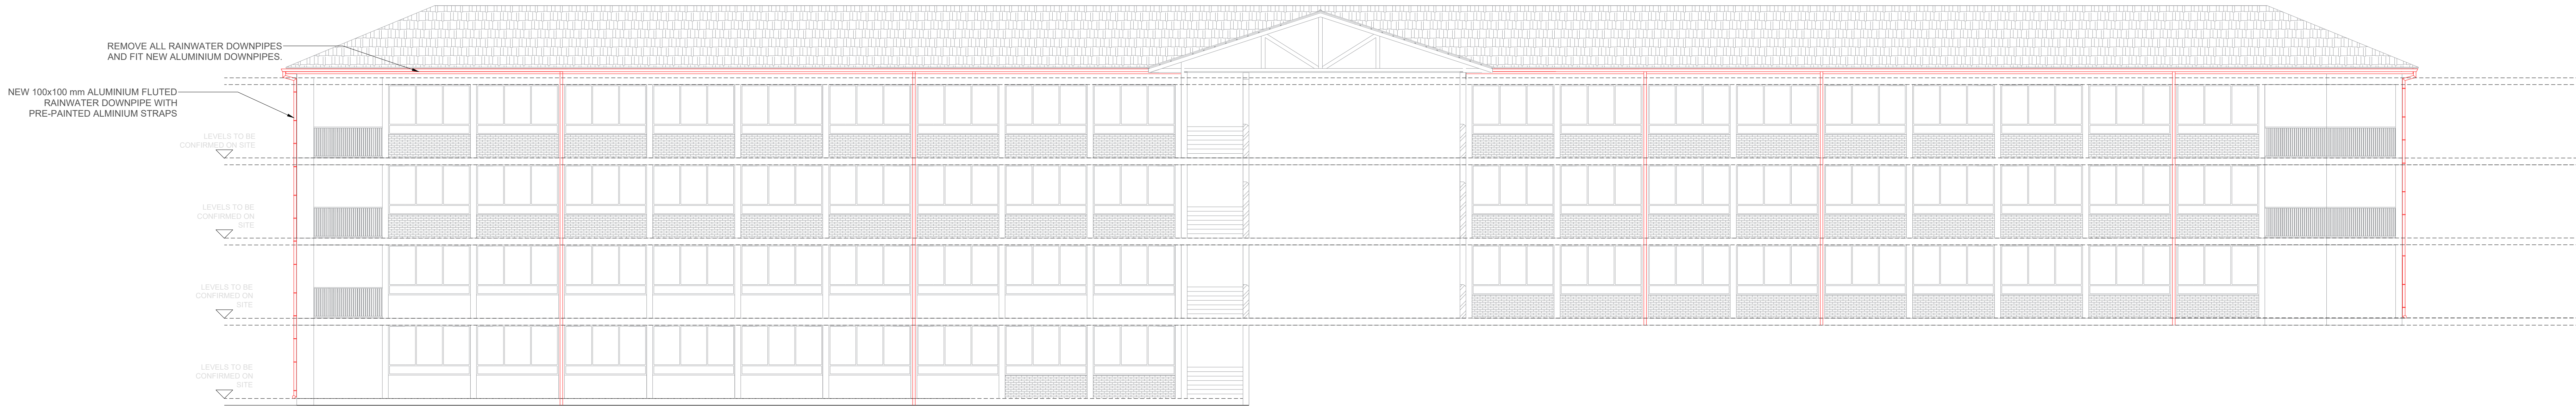 REMOVE ALL RAINWATER DOWNPIPES
AND FIT NEW ALUMINIUM DOWNPIPES.
NEW 100x100 mm ALUMINIUM FLUTED
RAINWATER DOWNPIPE WITH
PRE-PAINTED ALMINIUM STRAPS
LEVELS TO BE
CONFIRMED ON SITE
LEVELS TO BE
CONFIRMED ON
SITE
LEVELS TO BE
CONFIRMED ON
SITE
LEVELS TO BE
CONFIRMED ON
SITE